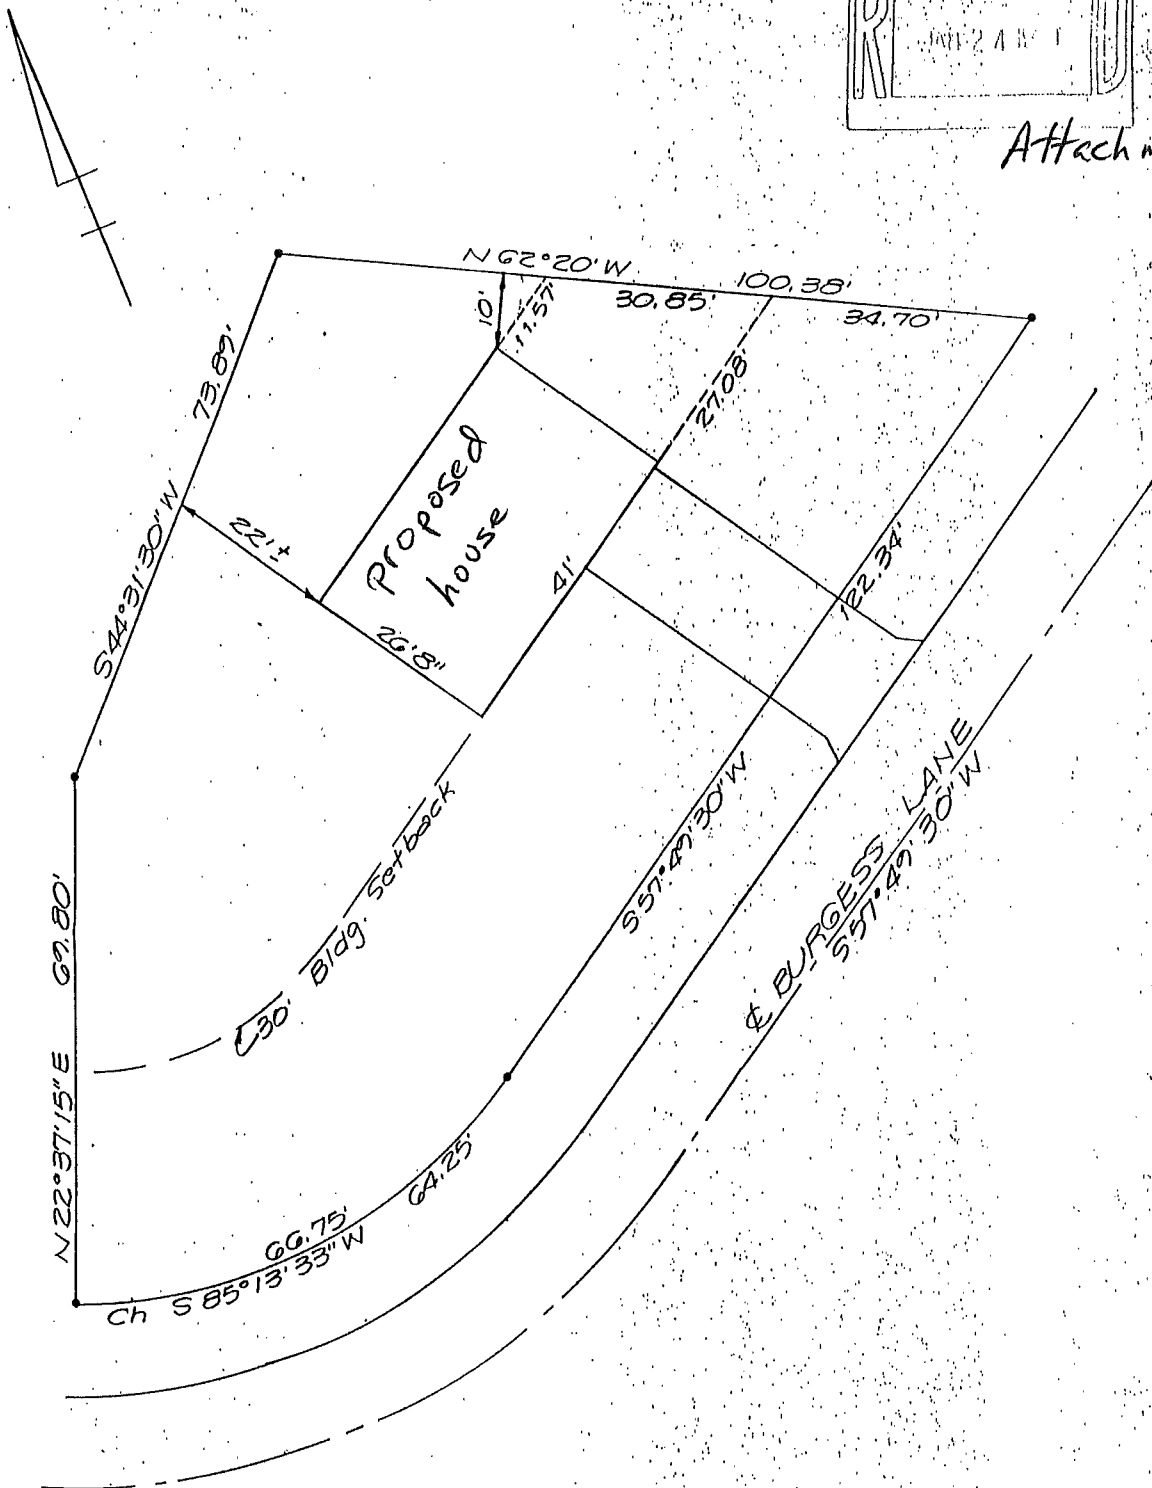 Attach
N 62°20' W
100.38'
30.85'
34.70'
10'
11.57'
27.08'
73.89'
S44°31'30" W
22'±
Proposed
house
41'
26'8"
122.34'
S57°49'30" W
₵ BURGESS LANE
S57°49'30" W
30' Bldg. Setback
N 22°37'15" E 69.80'
64.25'
66.75'
Ch S 85°13'33" W